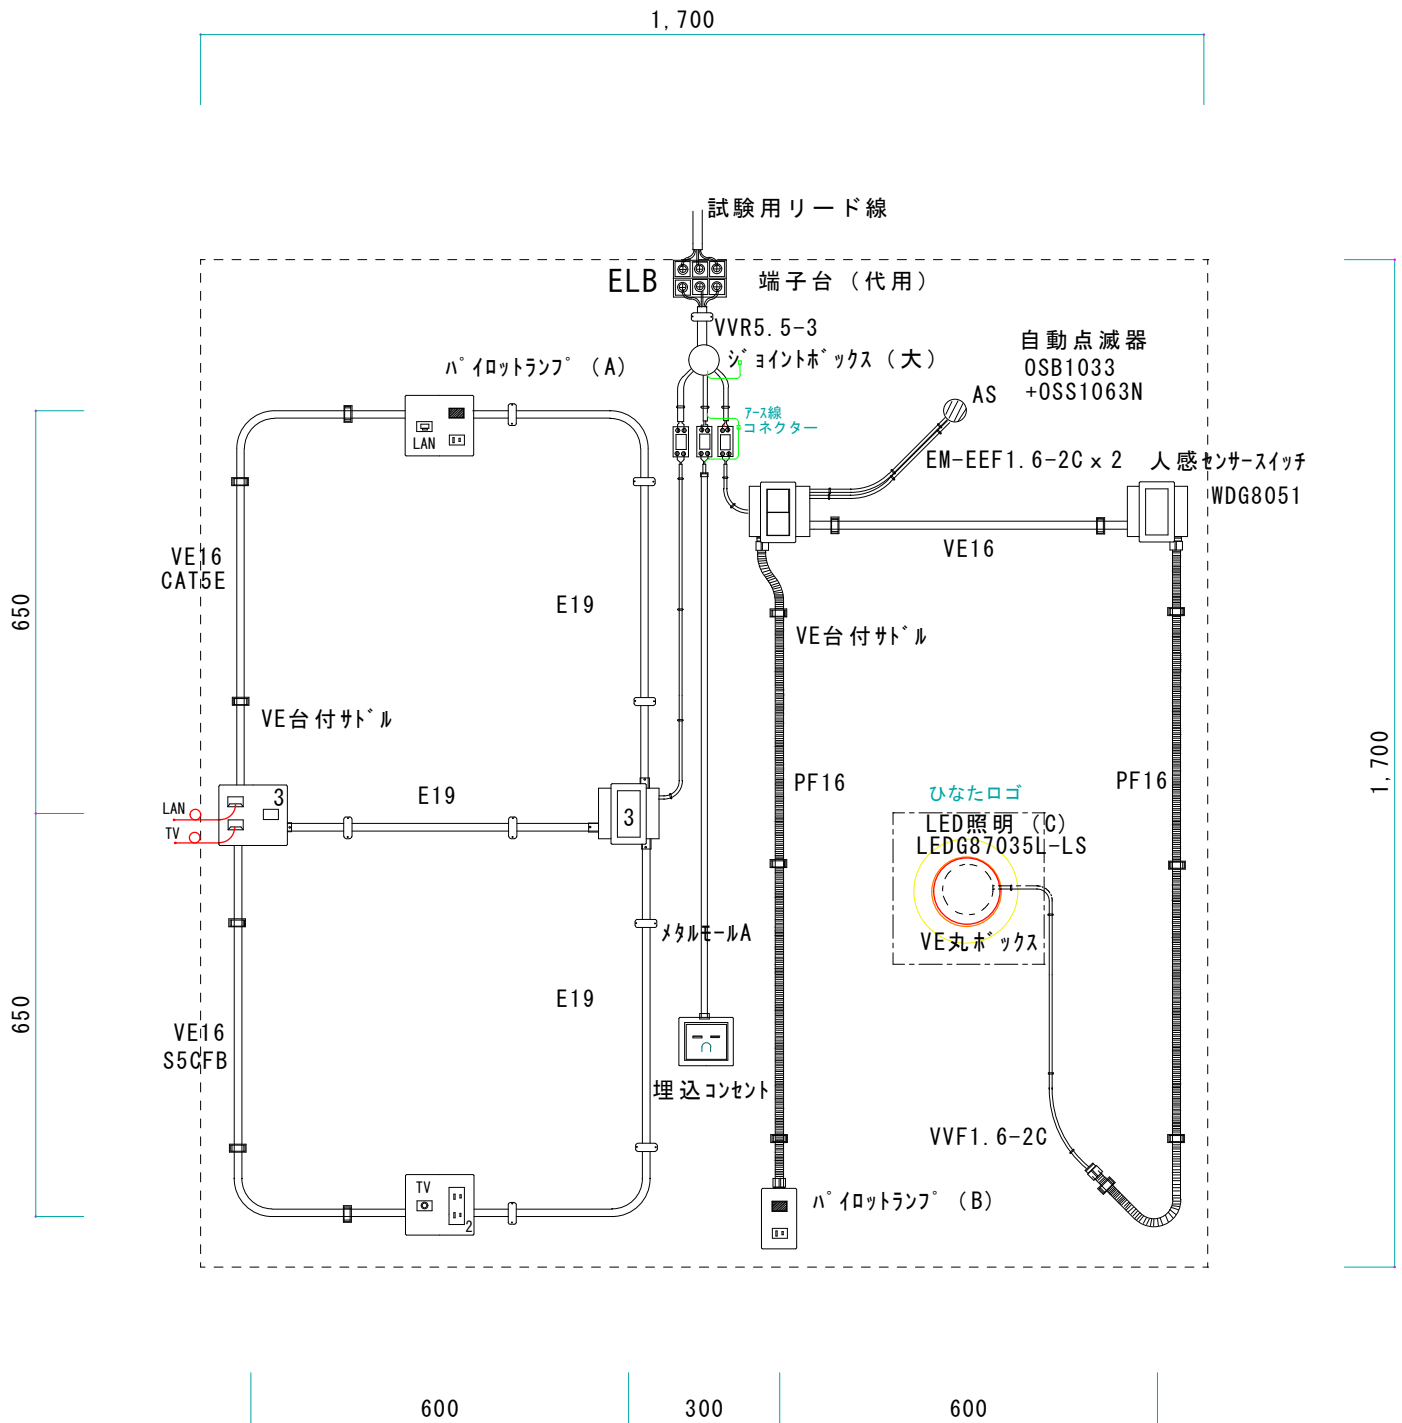 1,700
試験用リード線
ELB
端子台（代用）
VVR5.5-3
ｼﾞｮｲﾝﾄﾎﾞｯｸｽ（大）
自動点滅器
OSB1033
+OSS1063N
ﾊﾟｲﾛｯﾄﾗﾝﾌﾟ（A）
AS
ｱｰｽ線
コネクター
LAN
EM-EEF1.6-2C x 2
人感ｾﾝｻｰｽｲｯﾁ
WDG8051
VE16
VE16
CAT5E
E19
650
VE台付ｻﾄﾞﾙ
VE台付ｻﾄﾞﾙ
1,700
PF16
PF16
E19
3
LAN
TV
3
ひなたロゴ
LED照明（C）
LEDG87035L-LS
ﾒﾀﾙﾓｰﾙA
VE丸ﾎﾞｯｸｽ
E19
650
VE16
S5CFB
埋込ｺﾝｾﾝﾄ
VVF1.6-2C
TV
2
ﾊﾟｲﾛｯﾄﾗﾝﾌﾟ（B）
600
300
600